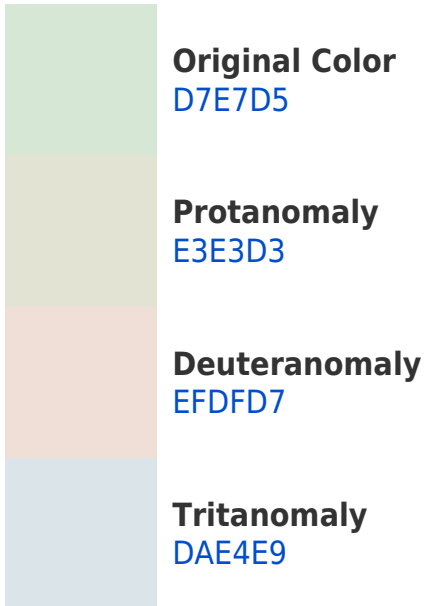 Original Color
D7E7D5
Protanomaly
E3E3D3
Deuteranomaly
EFDFD7
Tritanomaly
DAE4E9